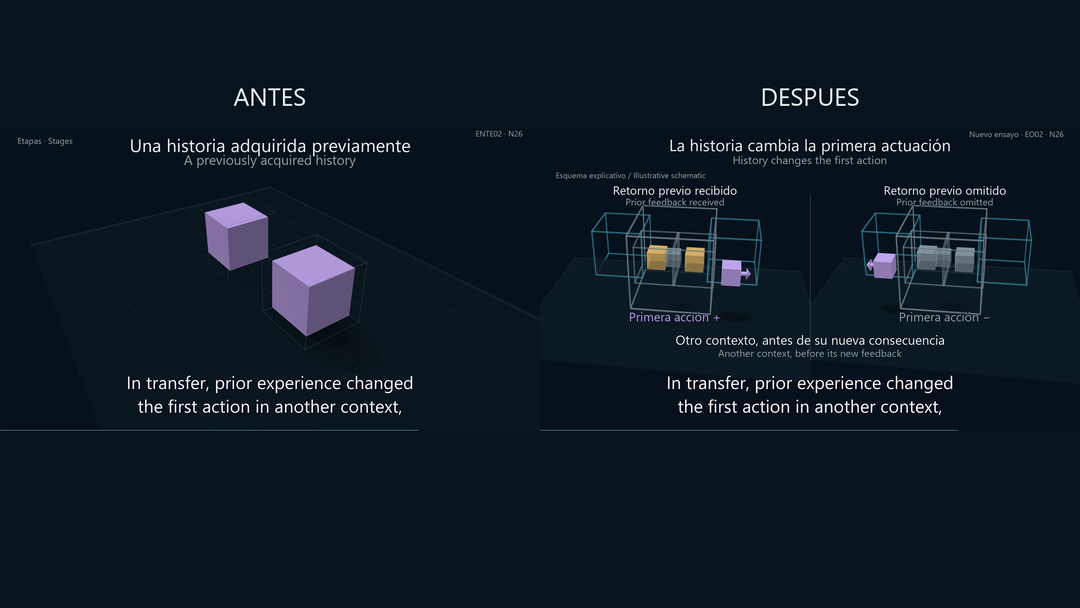 ANTES
Etapas · Stages
ENTE02 · N26
Una historia adquirida previamente
A previously acquired history
In transfer, prior experience changed
the first action in another context,
DESPUES
Nuevo ensayo · EO02 · N26
La historia cambia la primera actuación
History changes the first action
Esquema explicativo / Illustrative schematic
Retorno previo recibido
Prior feedback received
Retorno previo omitido
Prior feedback omitted
Primera acción +
Primera acción −
Otro contexto, antes de su nueva consecuencia
Another context, before its new feedback
In transfer, prior experience changed
the first action in another context,